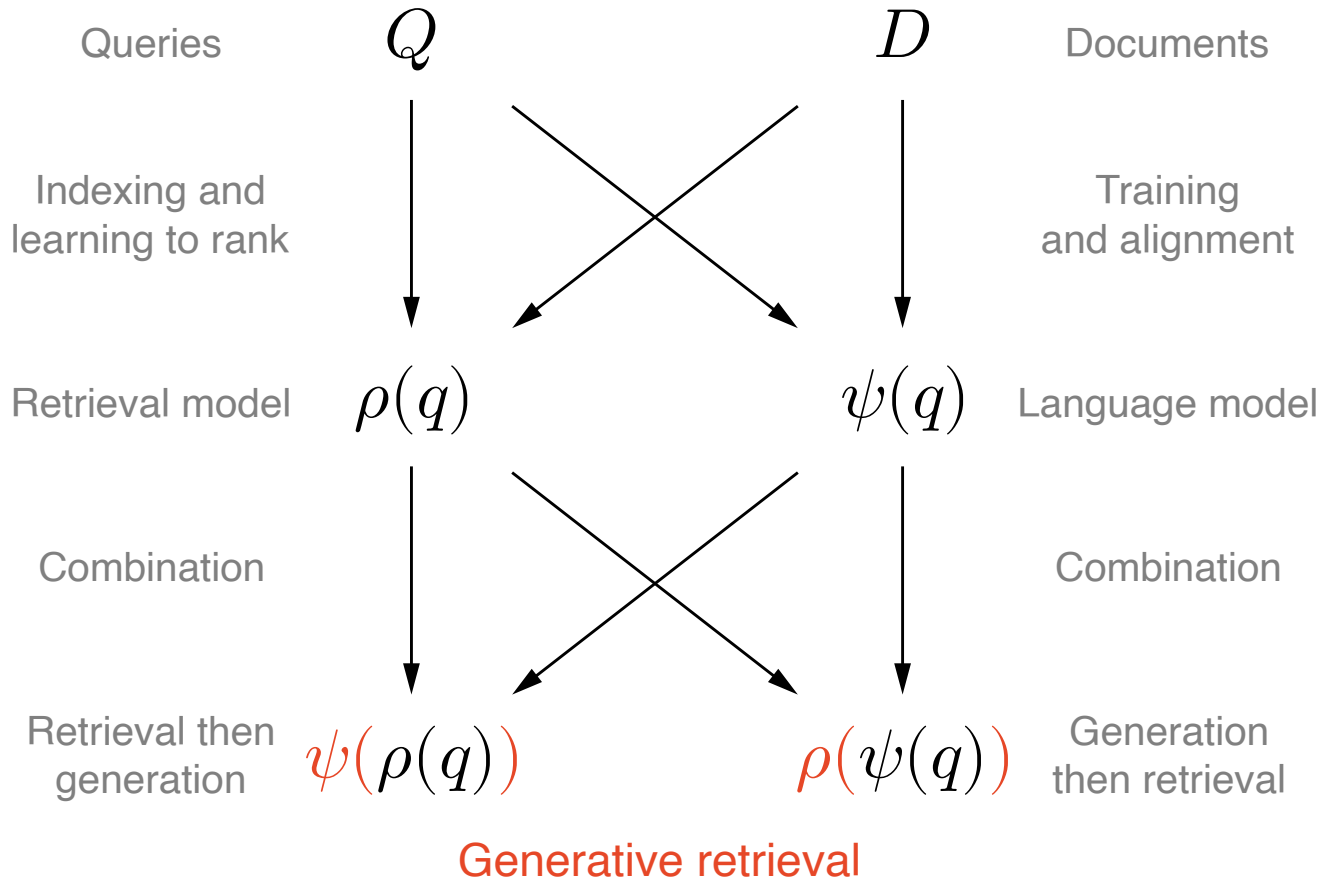 Queries Q D Documents
Indexing and
learning to rank
Training
and alignment
Retrieval model ρ(q) ψ(q) Language model
Combination Combination
Retrieval then
generation
ψ(ρ(q)) ρ(ψ(q))
Generation
then retrieval
Generative retrieval